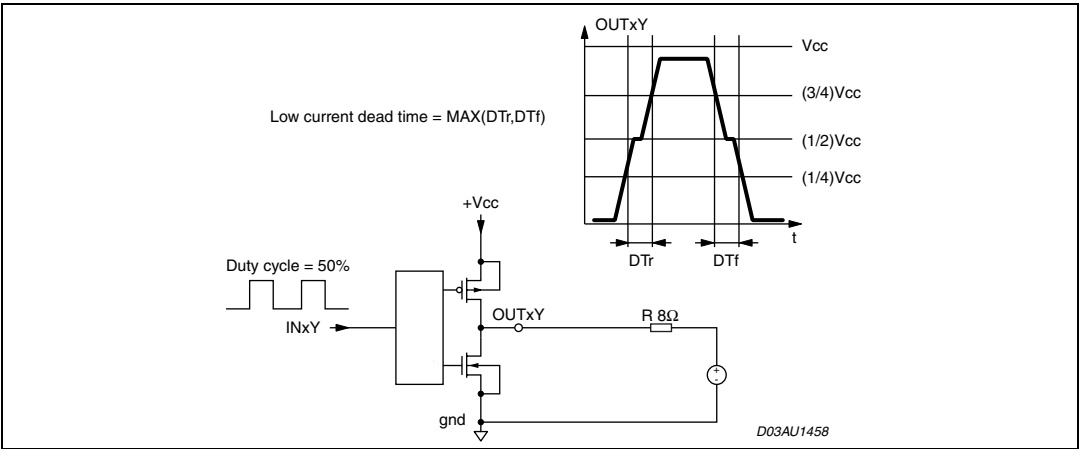 OUTxY
Vcc
(3/4)Vcc
Low current dead time = MAX(DTr,DTf)
(1/2)Vcc
(1/4)Vcc
+Vcc
t
DTr
DTf
Duty cycle = 50%
OUTxY
R 8Ω
INxY
+
-
gnd
D03AU1458